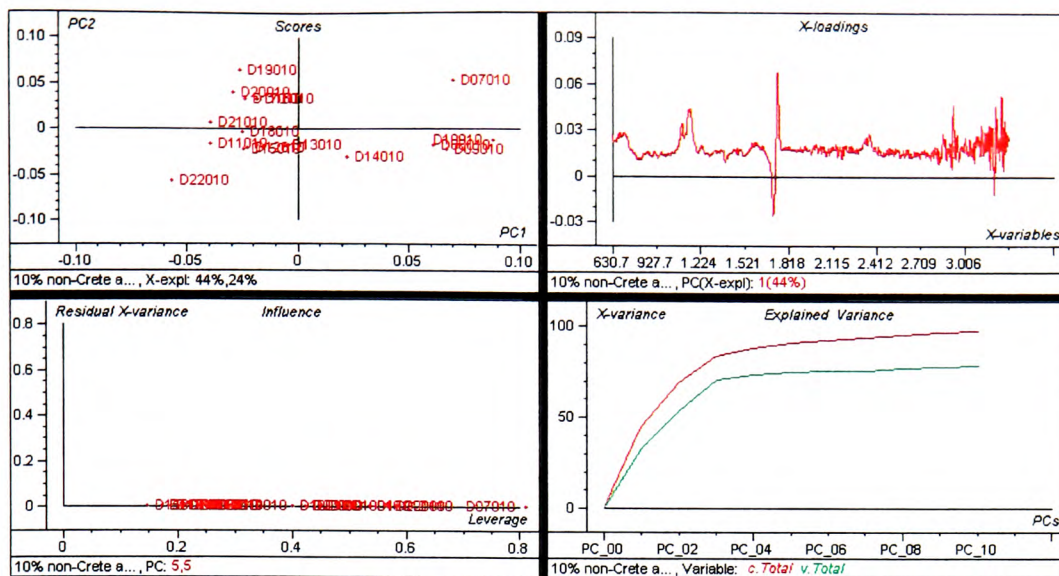 PC2 Scores
0.10
0.05
0
-0.05
-0.10
D19010
D07010
D20010
D21010
D18010
D11010
D13010
D14010
D22010
PC1
-0.10 -0.05 0 0.05 0.10
10% non-Crete a..., X-expl: 44%,24%
X-loadings
0.09
0.06
0.03
0
-0.03
X-variables
630.7 927.7 1.224 1.521 1.818 2.115 2.412 2.709 3.006
10% non-Crete a..., PC(X-expl): 1(44%)
Residual X-variance Influence
0.8
0.6
0.4
0.2
0
D07010
Leverage
0 0.2 0.4 0.6 0.8
10% non-Crete a..., PC: 5,5
X-variance Explained Variance
100
50
0
PCs
PC_00 PC_02 PC_04 PC_06 PC_08 PC_10
10% non-Crete a..., Variable: c.Total v.Total